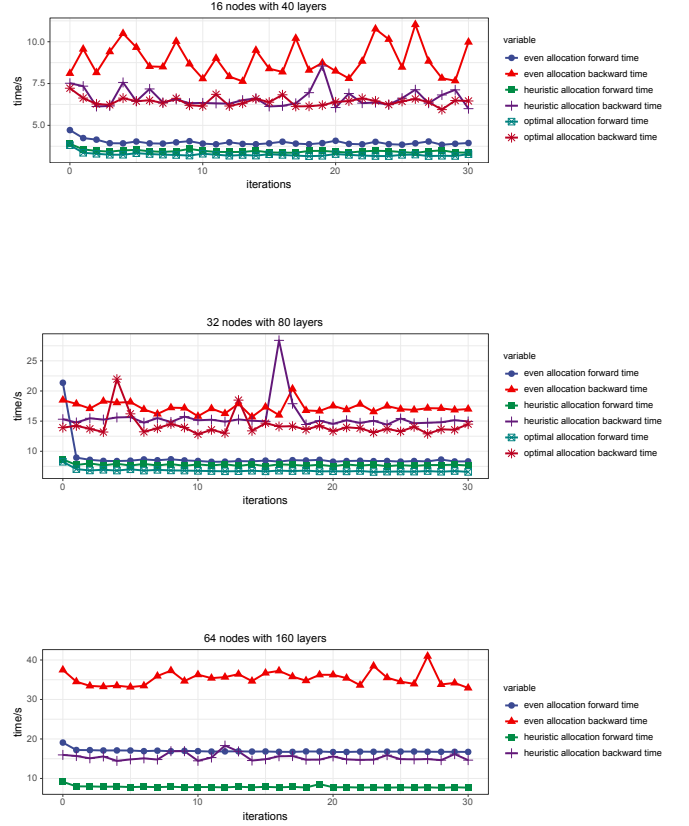 16 nodes with 40 layers
10.0
7.5
5.0
time/s
0
10
20
30
iterations
variable
even allocation forward time
even allocation backward time
heuristic allocation forward time
heuristic allocation backward time
optimal allocation forward time
optimal allocation backward time
32 nodes with 80 layers
25
20
15
10
time/s
0
10
20
30
iterations
variable
even allocation forward time
even allocation backward time
heuristic allocation forward time
heuristic allocation backward time
optimal allocation forward time
optimal allocation backward time
64 nodes with 160 layers
40
30
20
10
time/s
0
10
20
30
iterations
variable
even allocation forward time
even allocation backward time
heuristic allocation forward time
heuristic allocation backward time